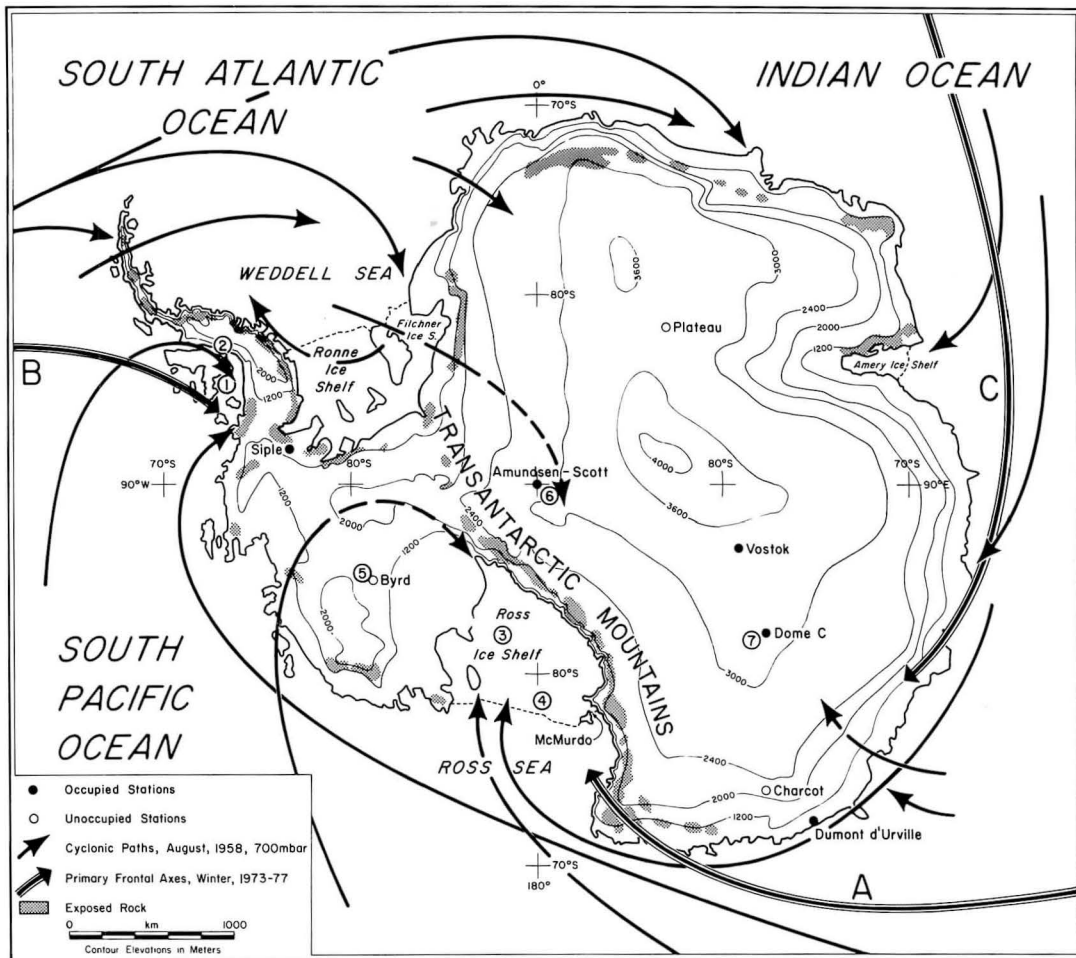 SOUTH ATLANTIC
OCEAN
INDIAN OCEAN
0°
70°S
3600
3000
WEDDELL SEA
80°S
2400
2000
1200
Plateau
Filchner
Ice S.
Ronne
Ice
Shelf
Amery Ice Shelf
B
2
1
2000
1200
C
Siple
TRANSANTARCTIC
MOUNTAINS
4000
70°S
90°W
80°S
Amundsen-Scott
6
80°S
70°S
90°E
1200
2000
2400
1200
3600
Vostok
5
Byrd
2000
Ross
3
Ice Shelf
7
Dome C
3000
80°S
4
SOUTH
PACIFIC
OCEAN
McMurdo
ROSS SEA
2400
2000
1200
Charcot
Dumont d'Urville
70°S
180°
A
Occupied Stations
Unoccupied Stations
Cyclonic Paths, August, 1958, 700mbar
Primary Frontal Axes, Winter, 1973-77
Exposed Rock
0 km 1000
Contour Elevations in Meters